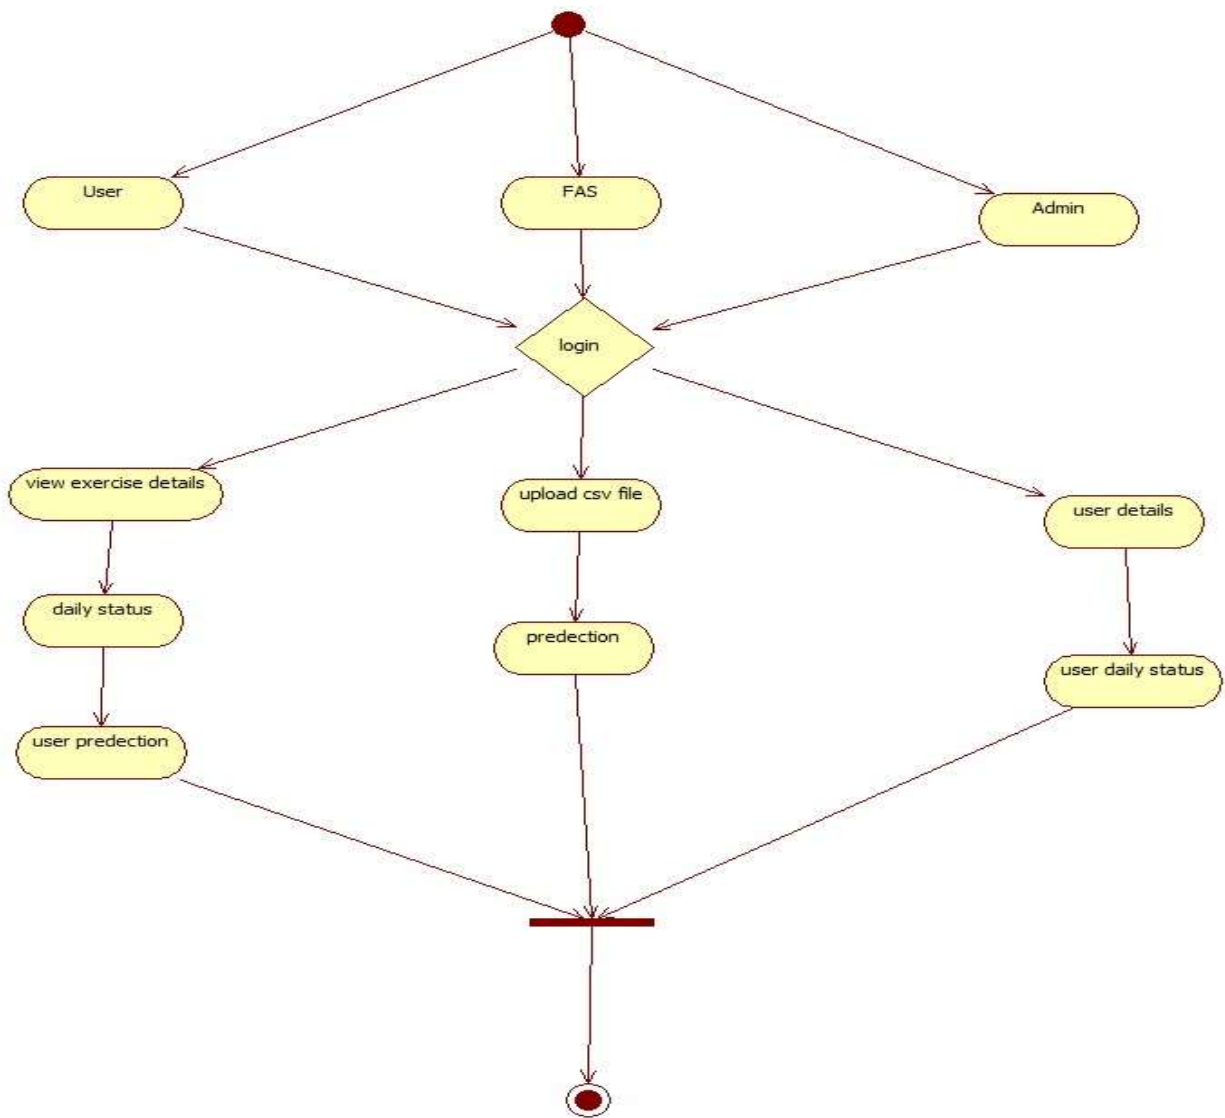 User
FAS
Admin
login
view exercise details
upload csv file
user details
daily status
predection
user daily status
user predection